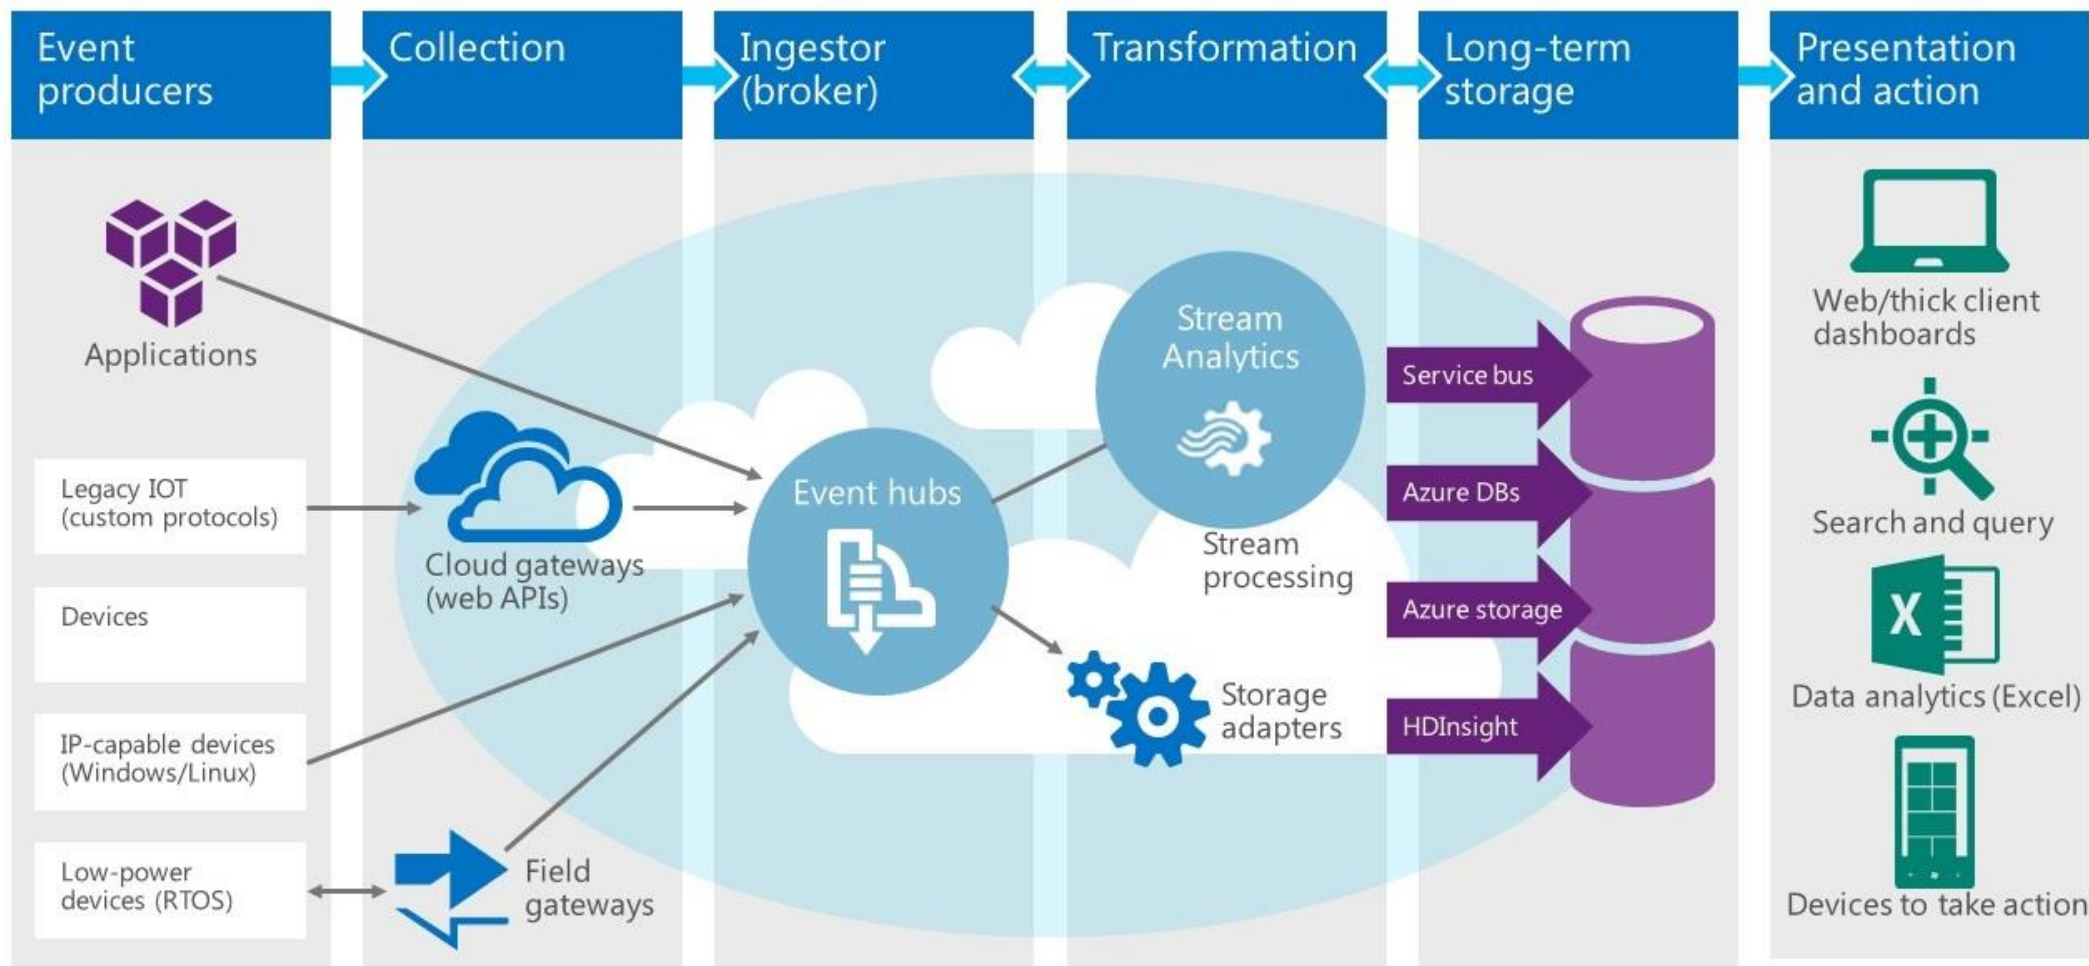 Event
producers
Collection
Ingestor
(broker)
Transformation
Long-term
storage
Presentation
and action
Applications
Legacy IOT
(custom protocols)
Devices
IP-capable devices
(Windows/Linux)
Low-power
devices (RTOS)
Cloud gateways
(web APIs)
Field
gateways
Event hubs
Stream
Analytics
Stream
processing
Storage
adapters
Service bus
Azure DBs
Azure storage
HDInsight
Web/thick client
dashboards
Search and query
X
Data analytics (Excel)
Devices to take action